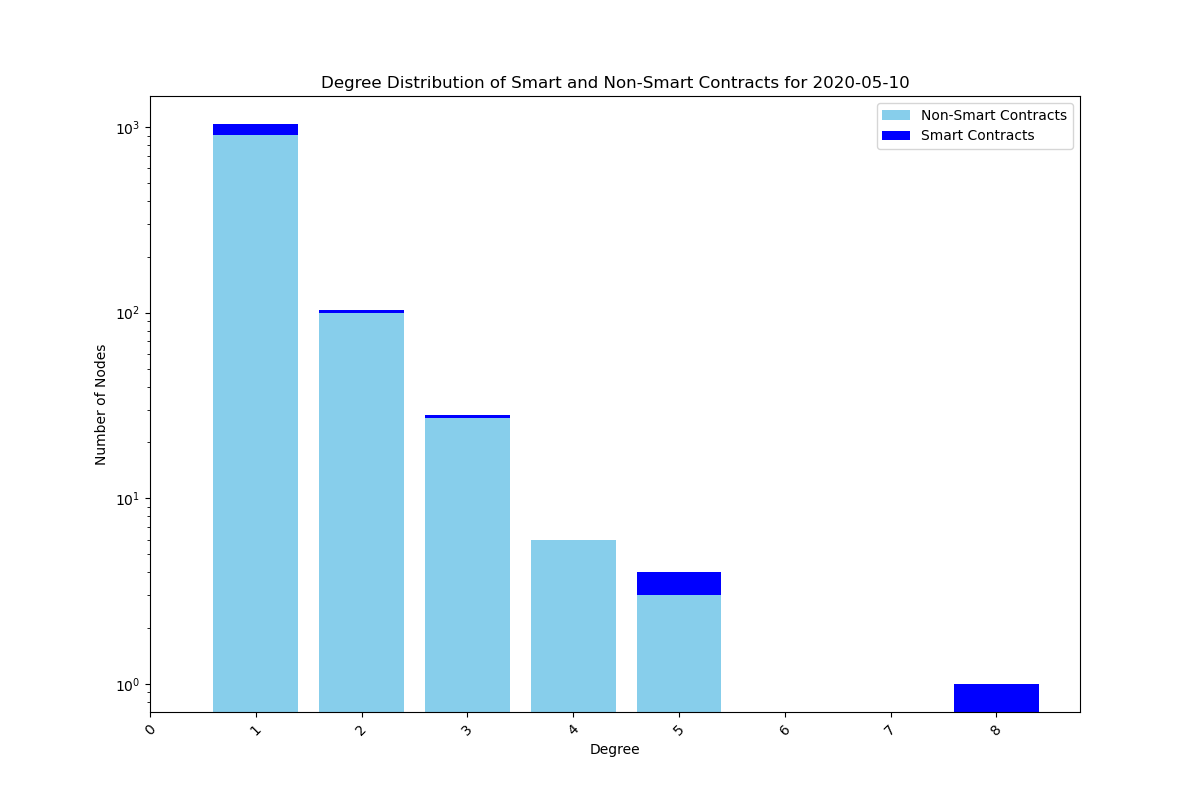 Degree Distribution of Smart and Non-Smart Contracts for 2020-05-10
Non-Smart Contracts
Smart Contracts
Number of Nodes
10³
10²
10¹
10⁰
0 1 2 3 4 5 6 7 8
Degree